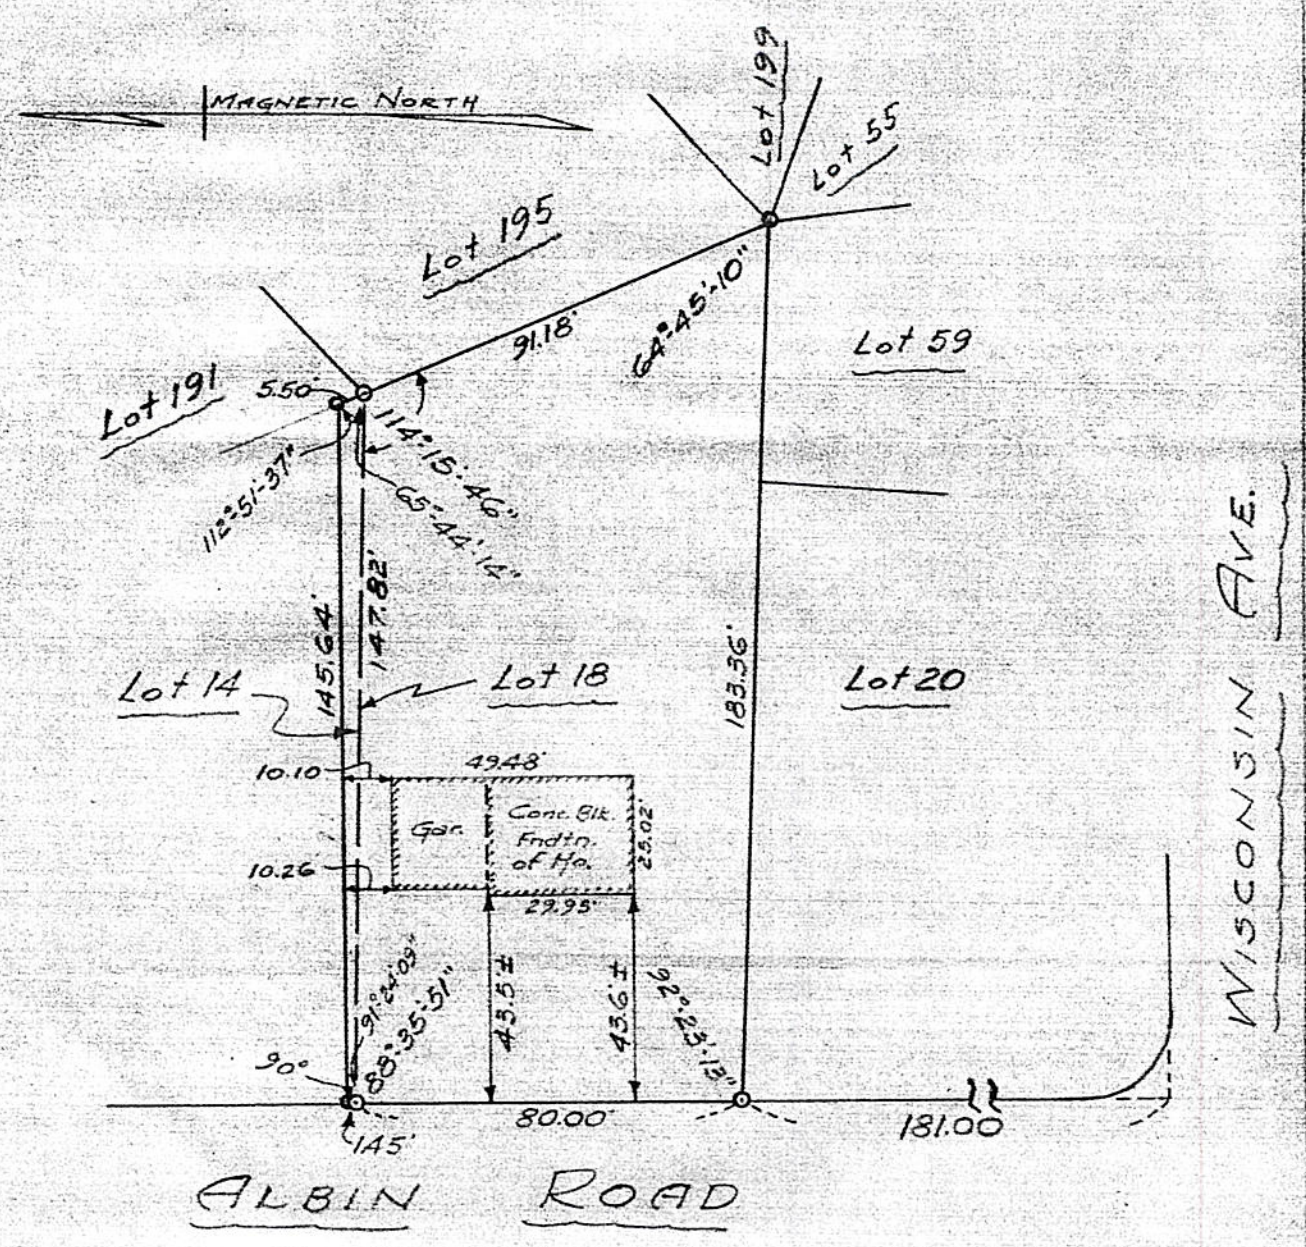 MAGNETIC NORTH
Lot 199
Lot 55
Lot 195
91.18'
64°-45'-10"
Lot 59
Lot 191
5.50'
114°-15'-46"
65°-44'-14"
112°-51'-37"
145.64'
147.82'
Lot 14
Lot 18
183.36'
Lot 20
10.10
49.48'
Gar.
Conc. Blk.
Fndtn.
of Ho.
25.02'
10.26
29.95'
43.5'±
43.6'±
91°-24'-09"
88°-35'-51"
92°-23'-13"
90°
1.45'
80.00'
181.00
ALBIN ROAD
WISCONSIN AVE.